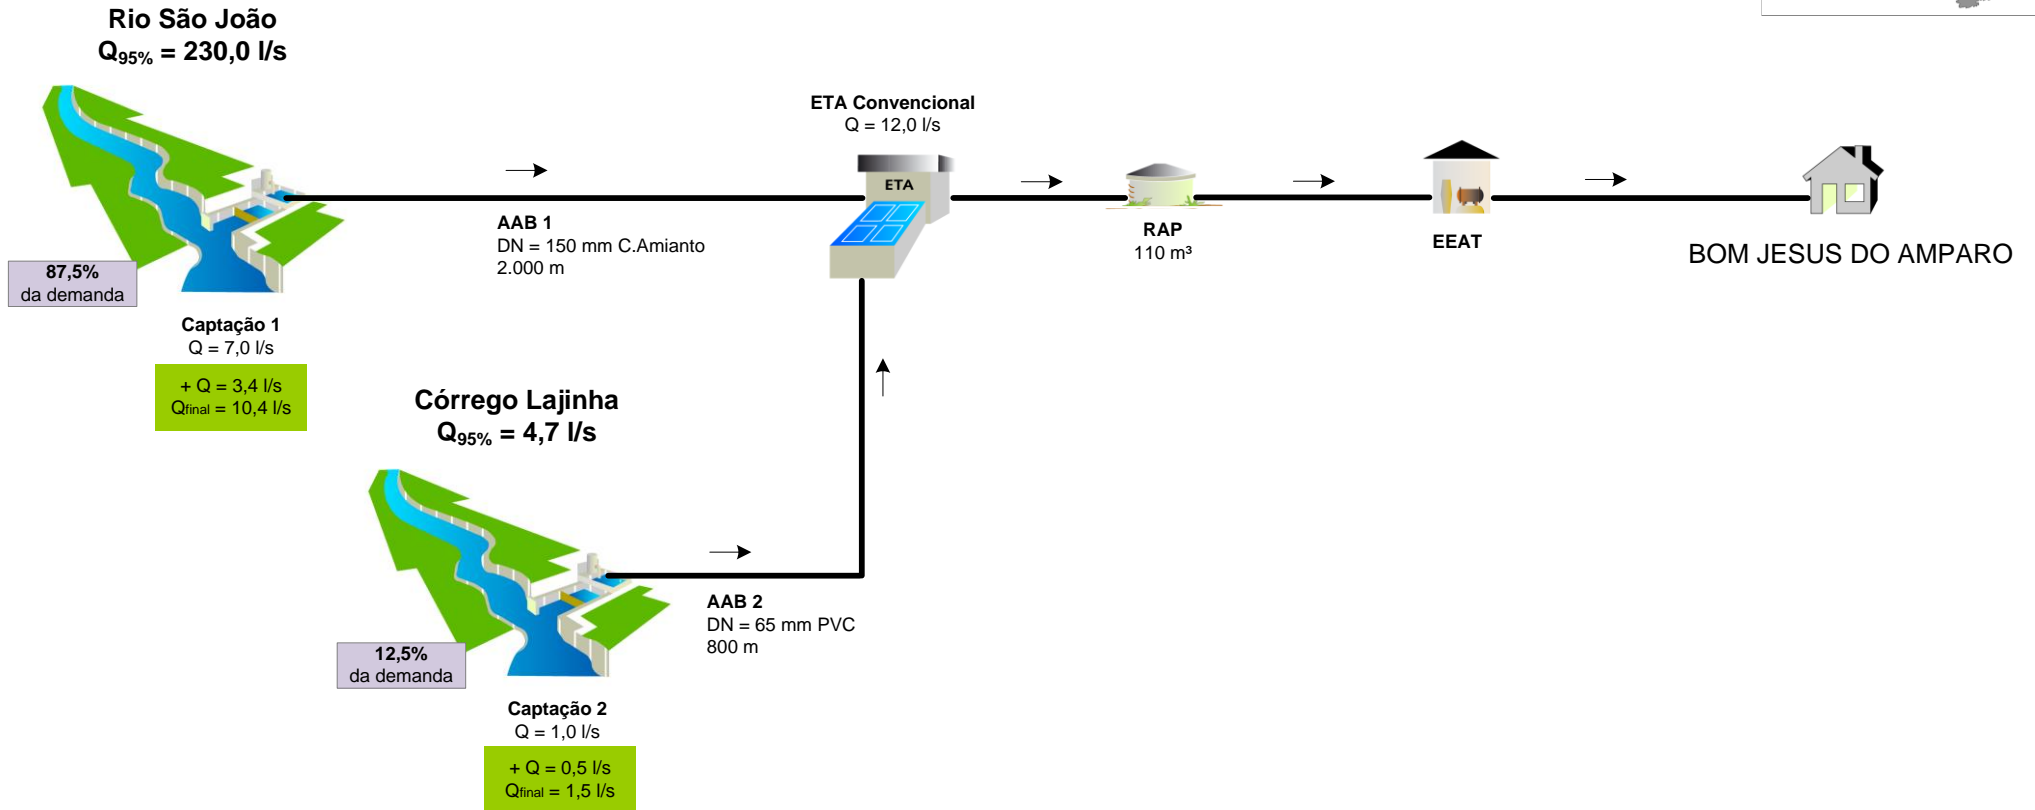 Rio São João
Q95% = 230,0 l/s
ETA Convencional
Q = 12,0 l/s
ETA
AAB 1
DN = 150 mm C.Amianto
2.000 m
RAP
110 m³
EEAT
BOM JESUS DO AMPARO
87,5%
da demanda
Captação 1
Q = 7,0 l/s
+ Q = 3,4 l/s
Qfinal = 10,4 l/s
Córrego Lajinha
Q95% = 4,7 l/s
AAB 2
DN = 65 mm PVC
800 m
12,5%
da demanda
Captação 2
Q = 1,0 l/s
+ Q = 0,5 l/s
Qfinal = 1,5 l/s